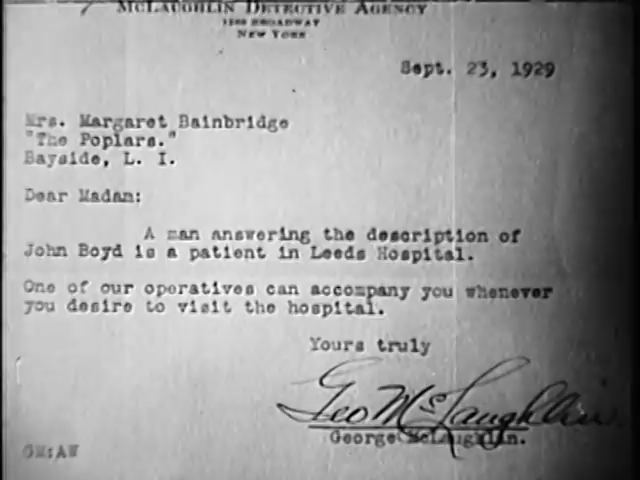 McLaughlin Detective Agency
Broadway
New York
Sept. 23, 1929
Mrs. Margaret Bainbridge
"The Poplars."
Bayside, L. I.
Dear Madam:
A man answering the description of
John Boyd is a patient in Leeds Hospital.
One of our operatives can accompany you whenever
you desire to visit the hospital.
Yours truly
Geo McLaughlin
George McLaughlin.
GM:AW